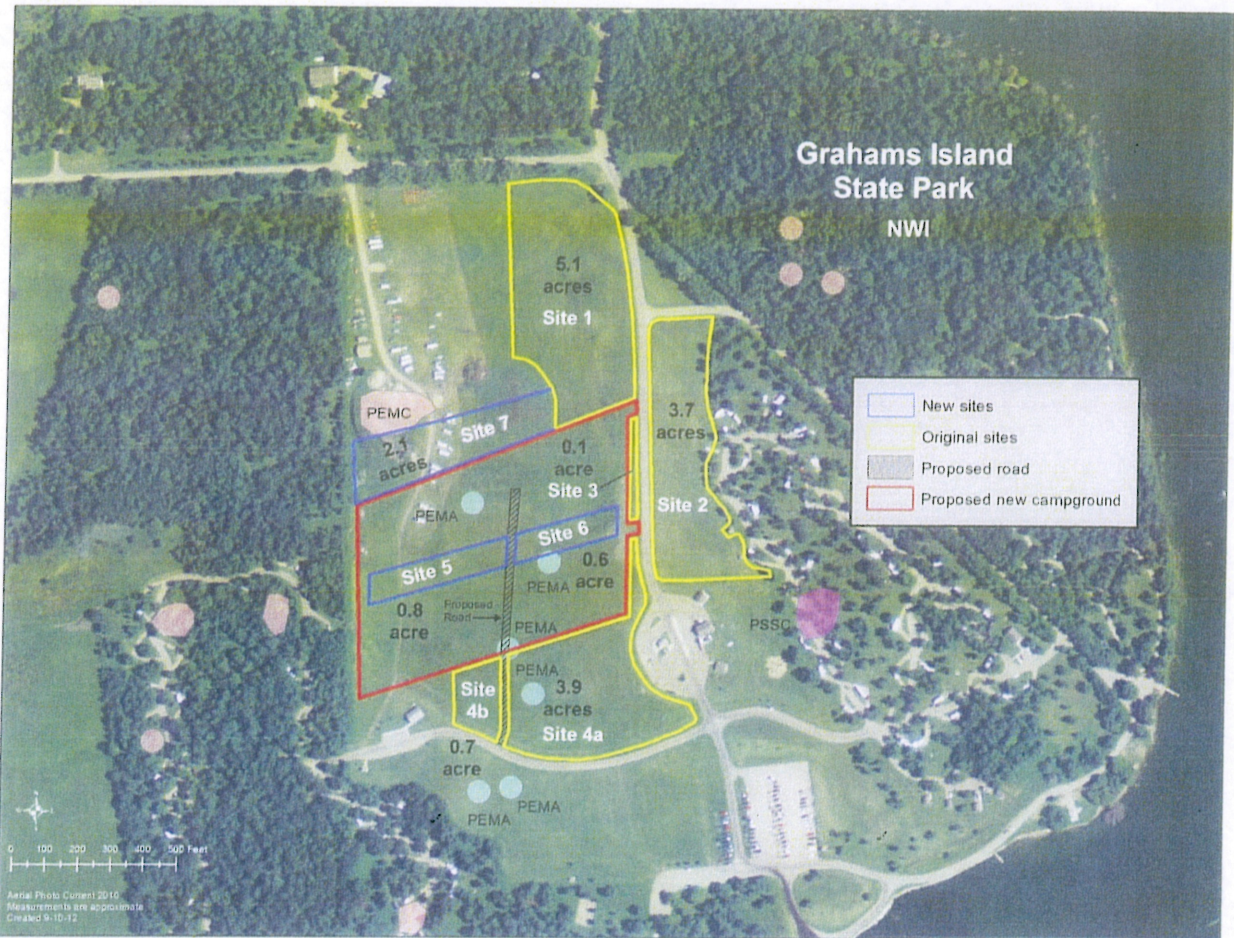 Grahams Island
State Park
NWI
5.1
acres
Site 1
New sites
Original sites
Proposed road
Proposed new campground
3.7
acres
Site 2
PEMC
Site 7
2.1
acres
0.1
acre
Site 3
PEMA
Site 6
Site 5
0.6
acre
PEMA
0.8
acre
Proposed
Road
PEMA
PSSC
PEMA
Site
4b
3.9
acres
Site 4a
0.7
acre
PEMA
PEMA
0 100 200 300 400 500 Feet
Aerial Photo Current 2010
Measurements are approximate
Created 9-10-12